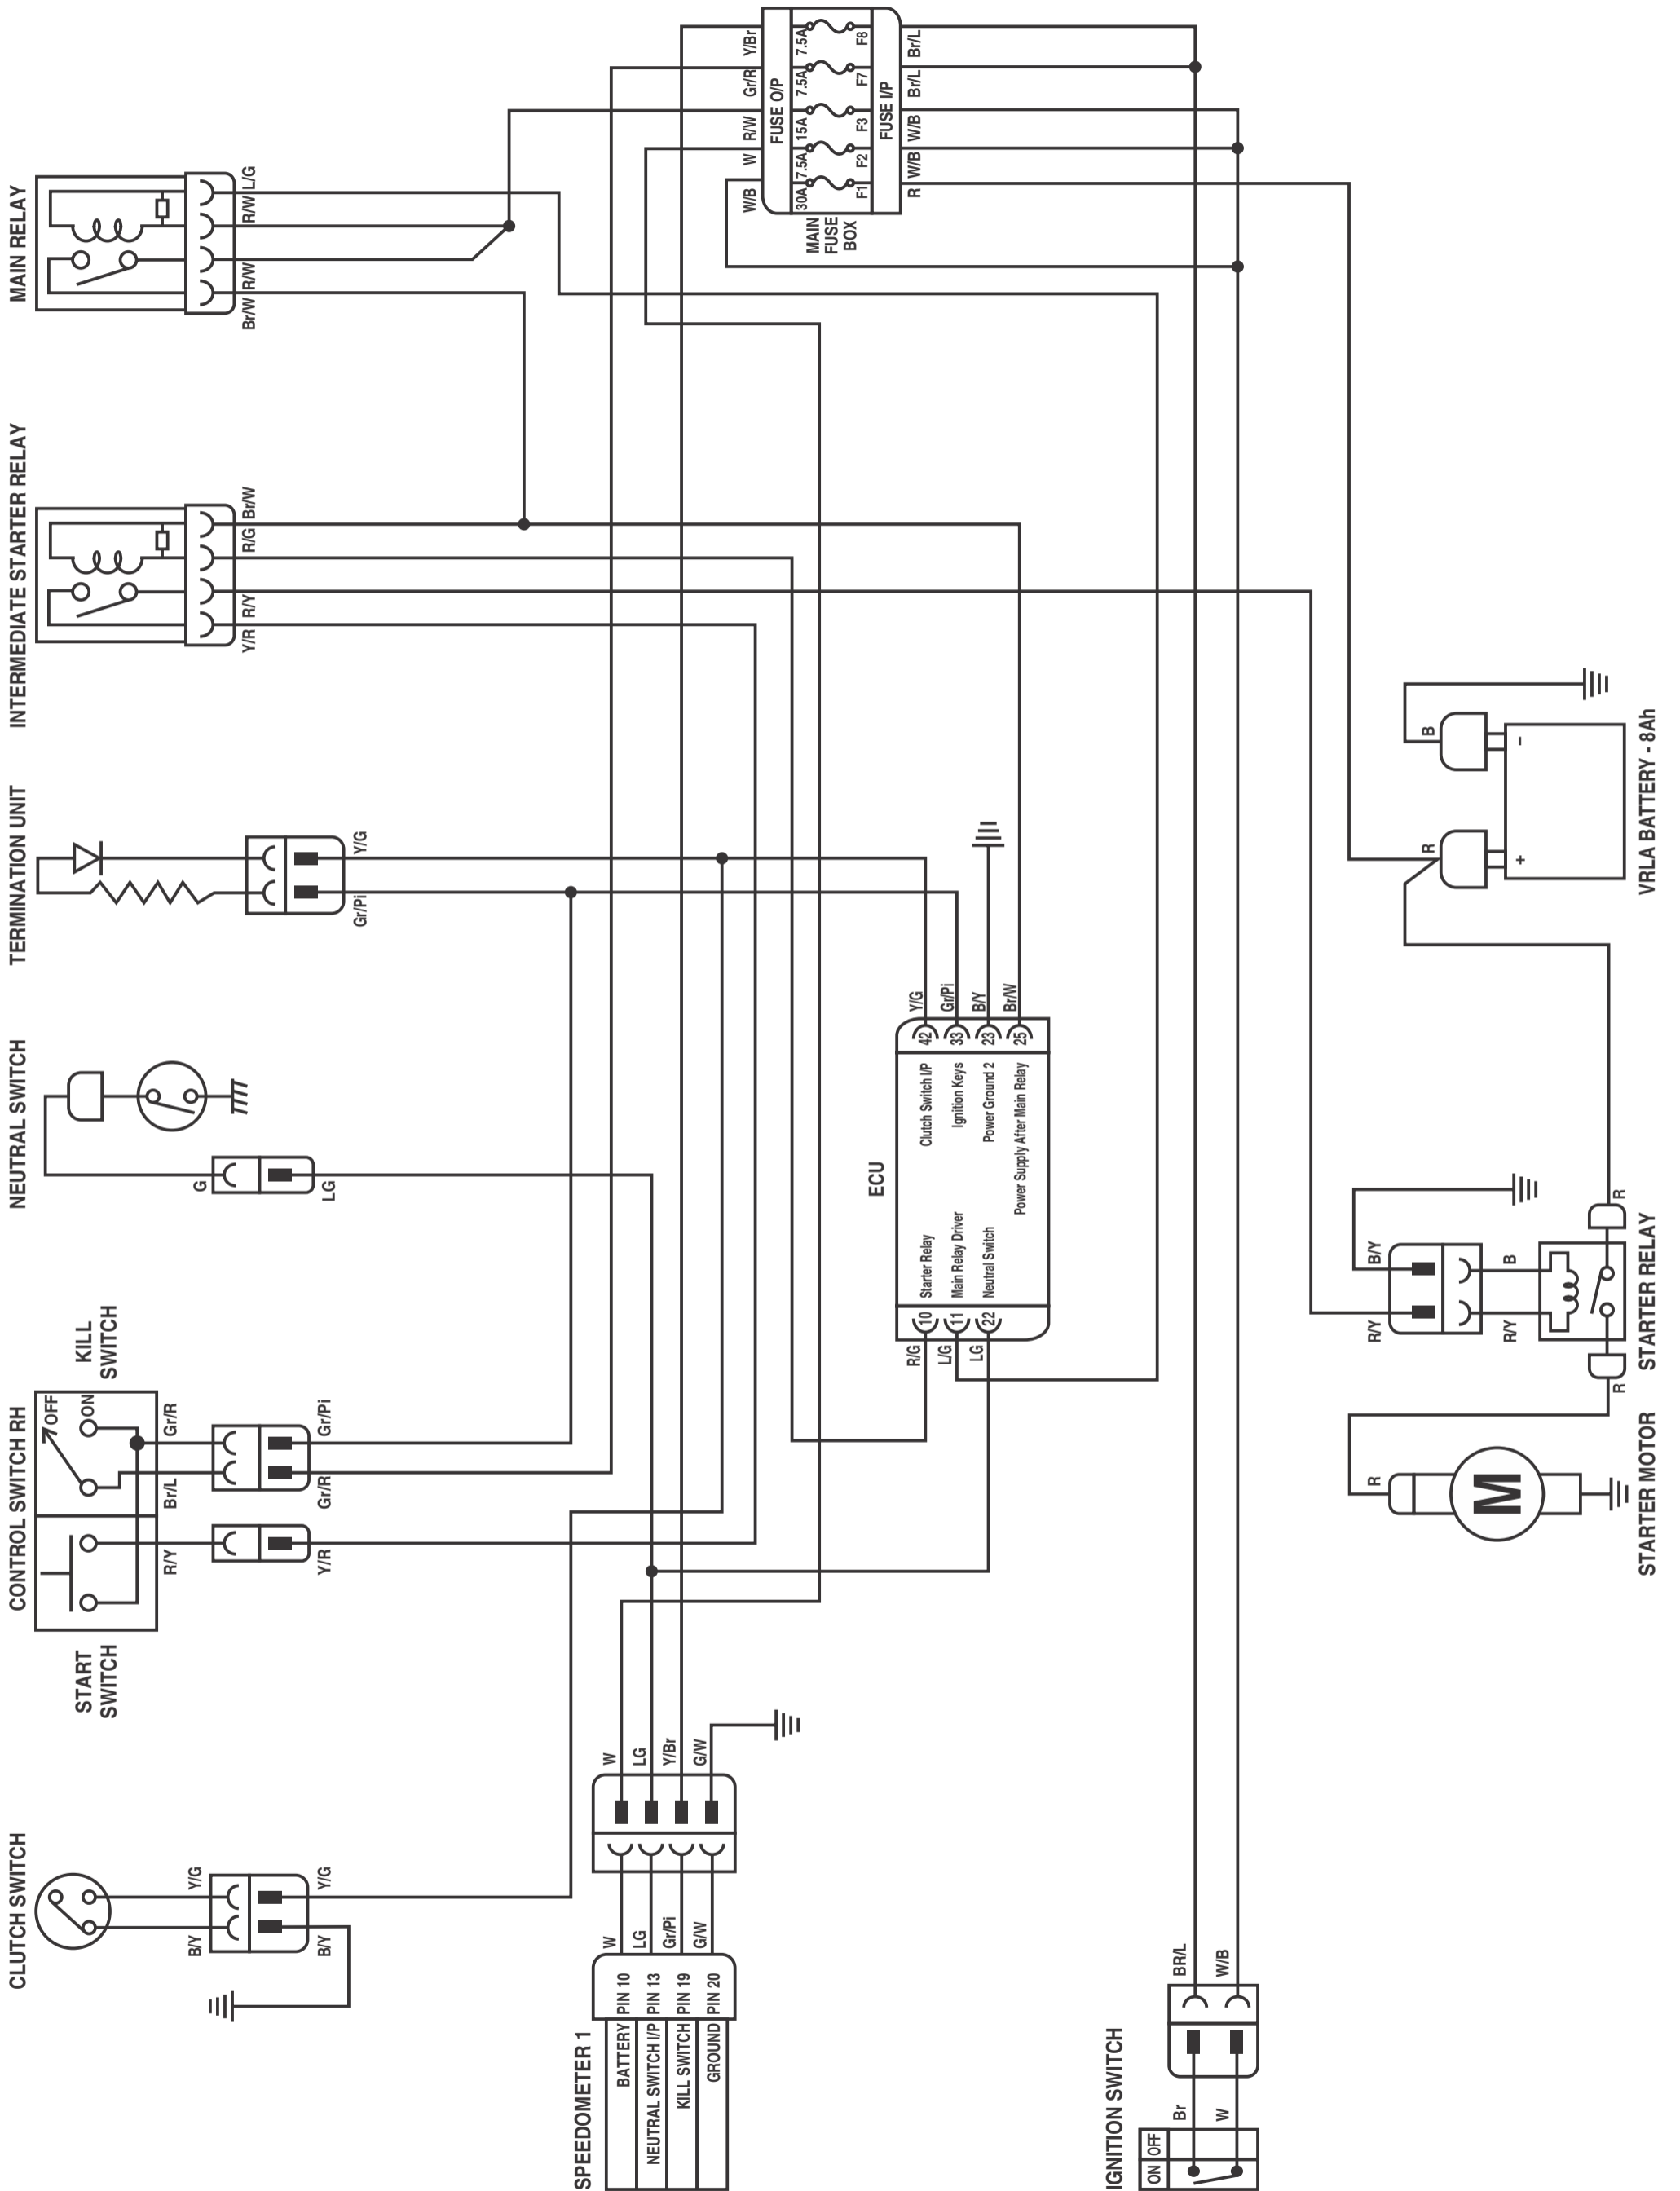 CLUTCH SWITCH
B/Y
Y/G
B/Y
Y/G
CONTROL SWITCH RH
START
SWITCH
KILL
SWITCH
OFF
ON
R/Y
Br/L
Gr/R
Y/R
Gr/R
Gr/Pi
NEUTRAL SWITCH
G
LG
TERMINATION UNIT
Gr/Pi
Y/G
INTERMEDIATE STARTER RELAY
Y/R
R/Y
R/G
Br/W
MAIN RELAY
Br/W
R/W
R/W
L/G
SPEEDOMETER 1
BATTERY
PIN 10
W
W
NEUTRAL SWITCH I/P
PIN 13
LG
LG
KILL SWITCH
PIN 19
Gr/Pi
Y/Br
GROUND
PIN 20
G/W
G/W
W/B
W
R/W
Gr/R
Y/Br
FUSE O/P
30A
7.5A
15A
7.5A
7.5A
MAIN
FUSE
BOX
F1
F2
F3
F7
F8
FUSE I/P
R
W/B
W/B
Br/L
Br/L
ECU
R/G
10
Starter Relay
Clutch Switch I/P
42
Y/G
L/G
11
Main Relay Driver
Ignition Keys
33
Gr/Pi
LG
22
Neutral Switch
Power Ground 2
23
B/Y
Power Supply After Main Relay
25
Br/W
IGNITION SWITCH
ON
OFF
Br
BR/L
W
W/B
STARTER MOTOR
R
M
STARTER RELAY
R/Y
B/Y
R/Y
B
R
R
VRLA BATTERY - 8Ah
R
B
+
-